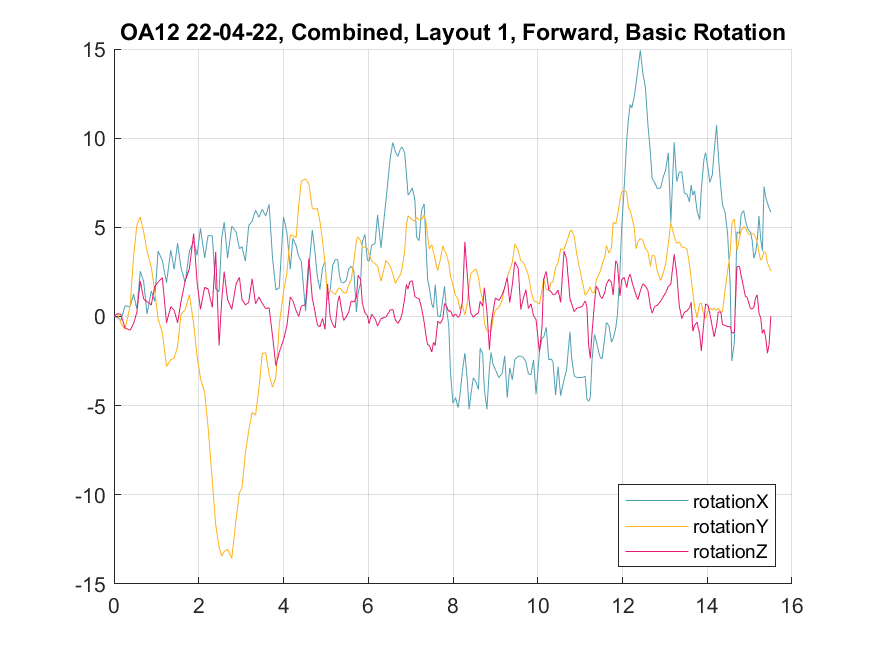 OA12 22-04-22, Combined, Layout 1, Forward, Basic Rotation
15
10
5
0
-5
-10
-15
0 2 4 6 8 10 12 14 16
rotationX
rotationY
rotationZ